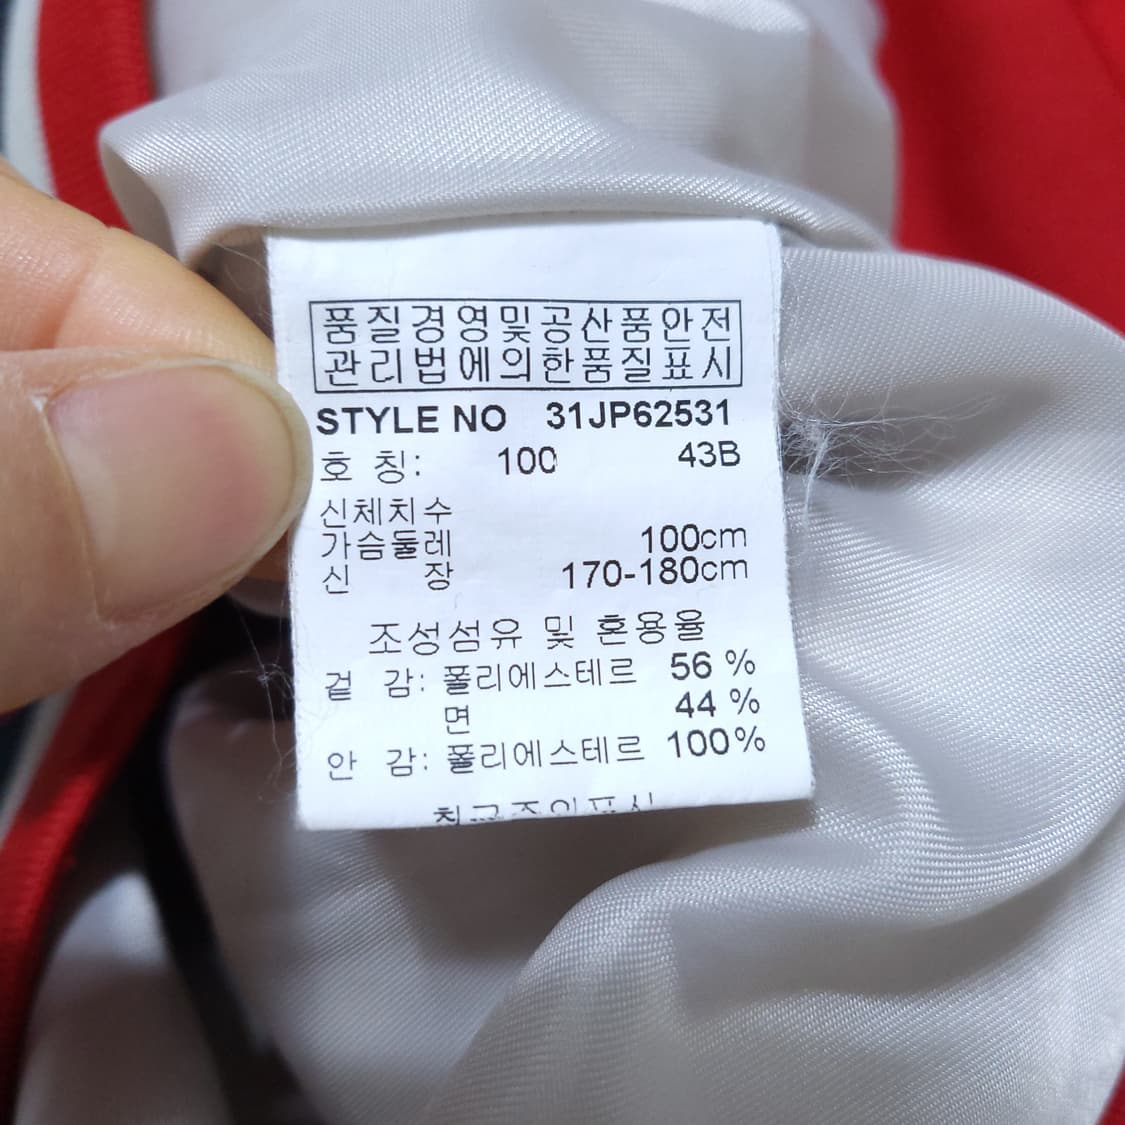 품질경영및공산품안전
관리법에의한품질표시
STYLE NO 31JP62531
호 칭: 100 43B
신체치수
가슴둘레 100cm
신 장 170-180cm
조성섬유 및 혼용율
겉 감: 폴리에스테르 56 %
면 44 %
안 감: 폴리에스테르 100%